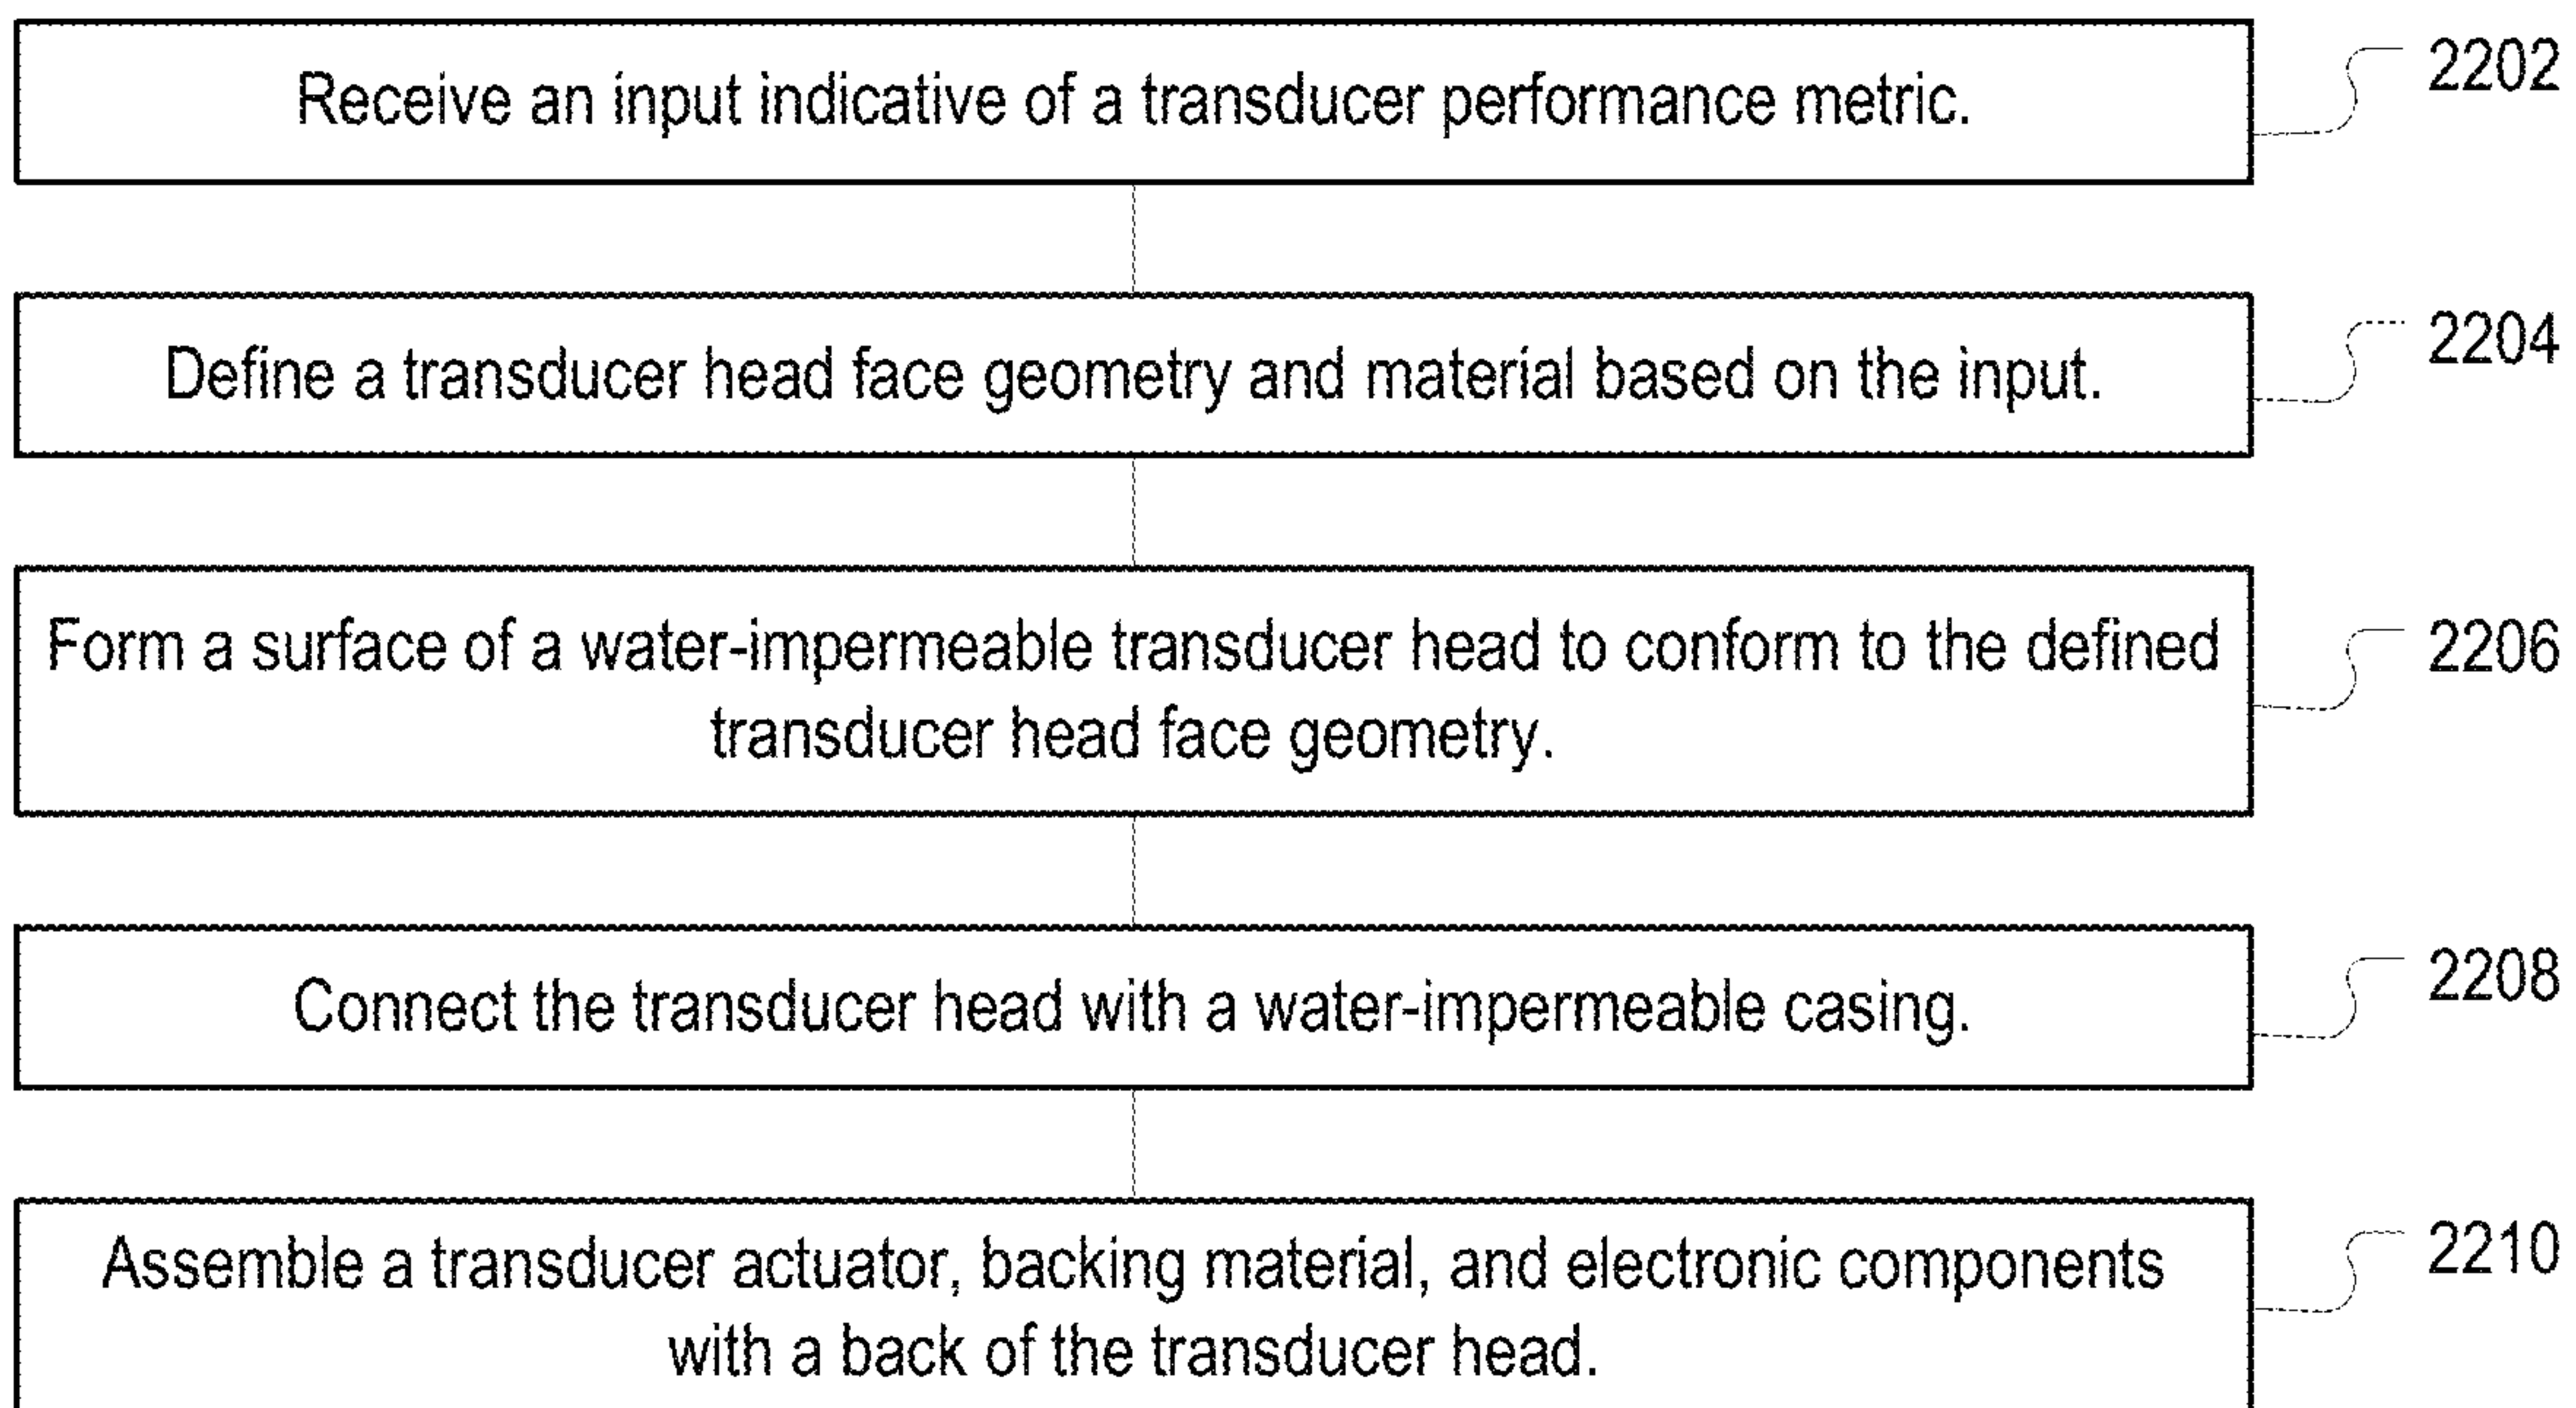 Receive an input indicative of a transducer performance metric.
2202
Define a transducer head face geometry and material based on the input.
2204
Form a surface of a water-impermeable transducer head to conform to the defined
transducer head face geometry.
2206
Connect the transducer head with a water-impermeable casing.
2208
Assemble a transducer actuator, backing material, and electronic components
with a back of the transducer head.
2210